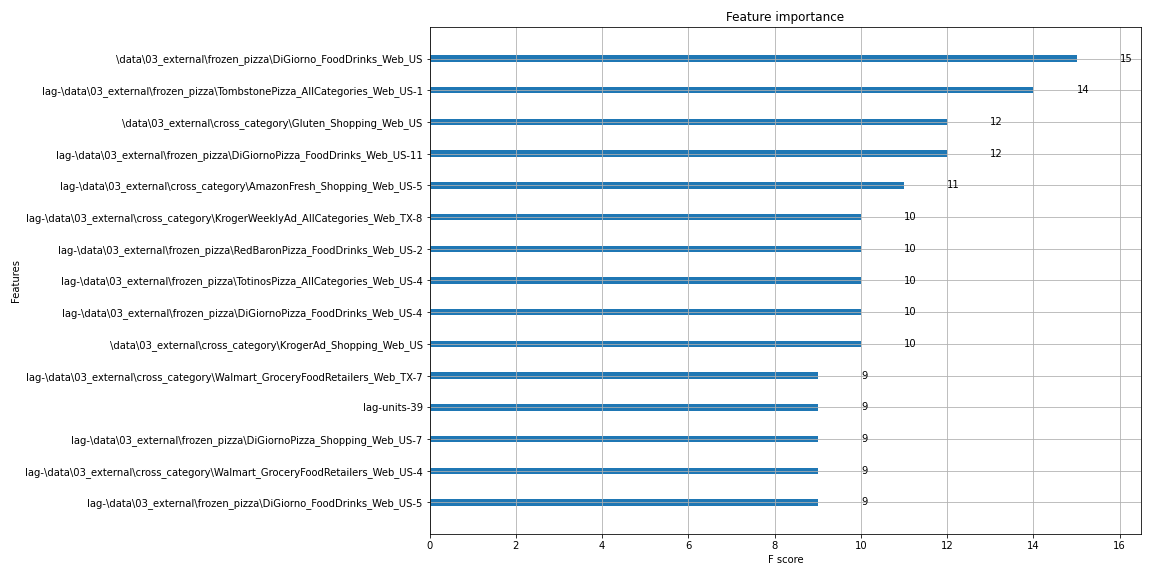 Feature importance
Features
\data\03_external\frozen_pizza\DiGiorno_FoodDrinks_Web_US 15
lag-\data\03_external\frozen_pizza\TombstonePizza_AllCategories_Web_US-1 14
\data\03_external\cross_category\Gluten_Shopping_Web_US 12
lag-\data\03_external\frozen_pizza\DiGiornoPizza_FoodDrinks_Web_US-11 12
lag-\data\03_external\cross_category\AmazonFresh_Shopping_Web_US-5 11
lag-\data\03_external\cross_category\KrogerWeeklyAd_AllCategories_Web_TX-8 10
lag-\data\03_external\frozen_pizza\RedBaronPizza_FoodDrinks_Web_US-2 10
lag-\data\03_external\frozen_pizza\TotinosPizza_AllCategories_Web_US-4 10
lag-\data\03_external\frozen_pizza\DiGiornoPizza_FoodDrinks_Web_US-4 10
\data\03_external\cross_category\KrogerAd_Shopping_Web_US 10
lag-\data\03_external\cross_category\Walmart_GroceryFoodRetailers_Web_TX-7 9
lag-units-39 9
lag-\data\03_external\frozen_pizza\DiGiornoPizza_Shopping_Web_US-7 9
lag-\data\03_external\cross_category\Walmart_GroceryFoodRetailers_Web_US-4 9
lag-\data\03_external\frozen_pizza\DiGiorno_FoodDrinks_Web_US-5 9
0 2 4 6 8 10 12 14 16
F score